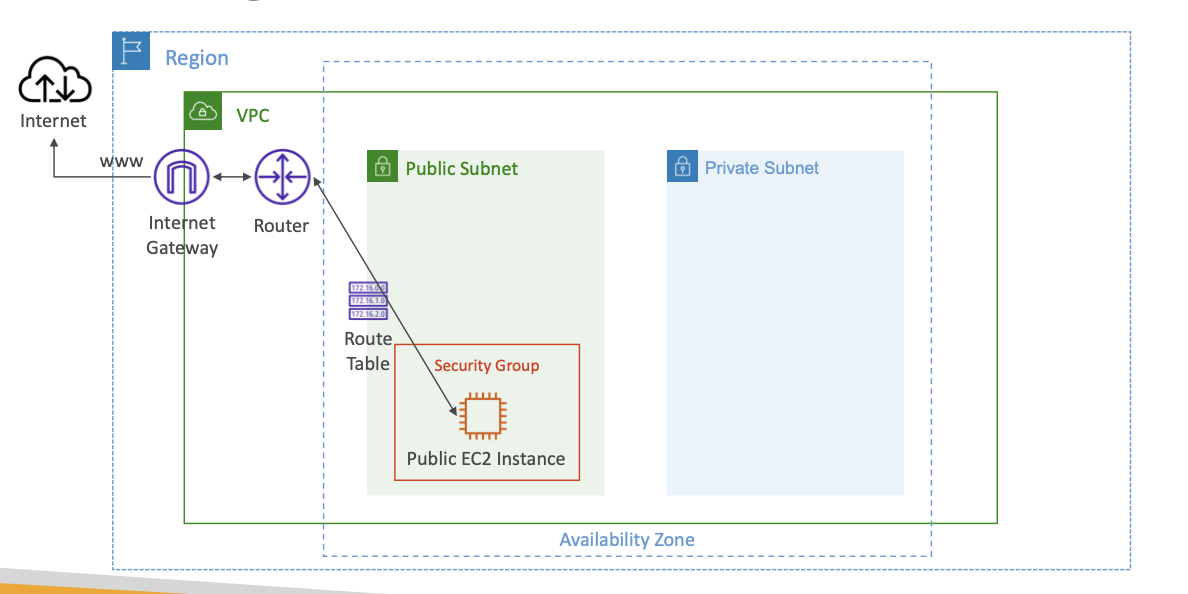 Region
Internet
VPC
WWW
Public Subnet
Private Subnet
Internet
Gateway
Router
172.16.0.0
172.16.1.0
172.16.2.0
Route
Table
Security Group
Public EC2 Instance
Availability Zone